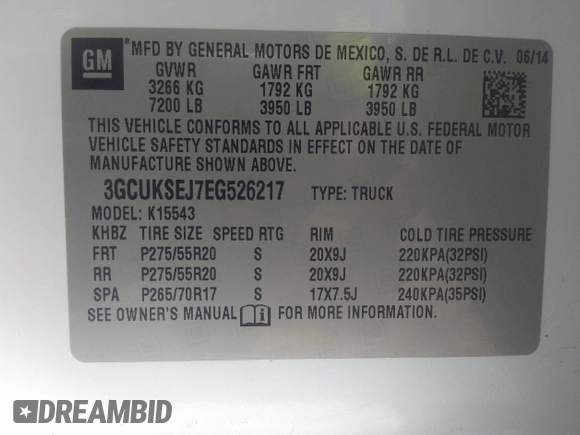 GM
MFD BY GENERAL MOTORS DE MEXICO, S. DE R.L. DE C.V. 06/14
GVWR GAWR FRT GAWR RR
3266 KG 1792 KG 1792 KG
7200 LB 3950 LB 3950 LB
THIS VEHICLE CONFORMS TO ALL APPLICABLE U.S. FEDERAL MOTOR
VEHICLE SAFETY STANDARDS IN EFFECT ON THE DATE OF
MANUFACTURE SHOWN ABOVE.
3GCUKSEJ7EG526217 TYPE: TRUCK
MODEL: K15543
KHBZ TIRE SIZE SPEED RTG RIM COLD TIRE PRESSURE
FRT P275/55R20 S 20X9J 220KPA(32PSI)
RR P275/55R20 S 20X9J 220KPA(32PSI)
SPA P265/70R17 S 17X7.5J 240KPA(35PSI)
SEE OWNER'S MANUAL FOR MORE INFORMATION.
DREAMBID